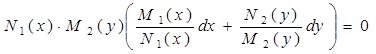 N₁(x)·M₂(y)(M₁(x)/N₁(x) dx + N₂(y)/M₂(y) dy) = 0